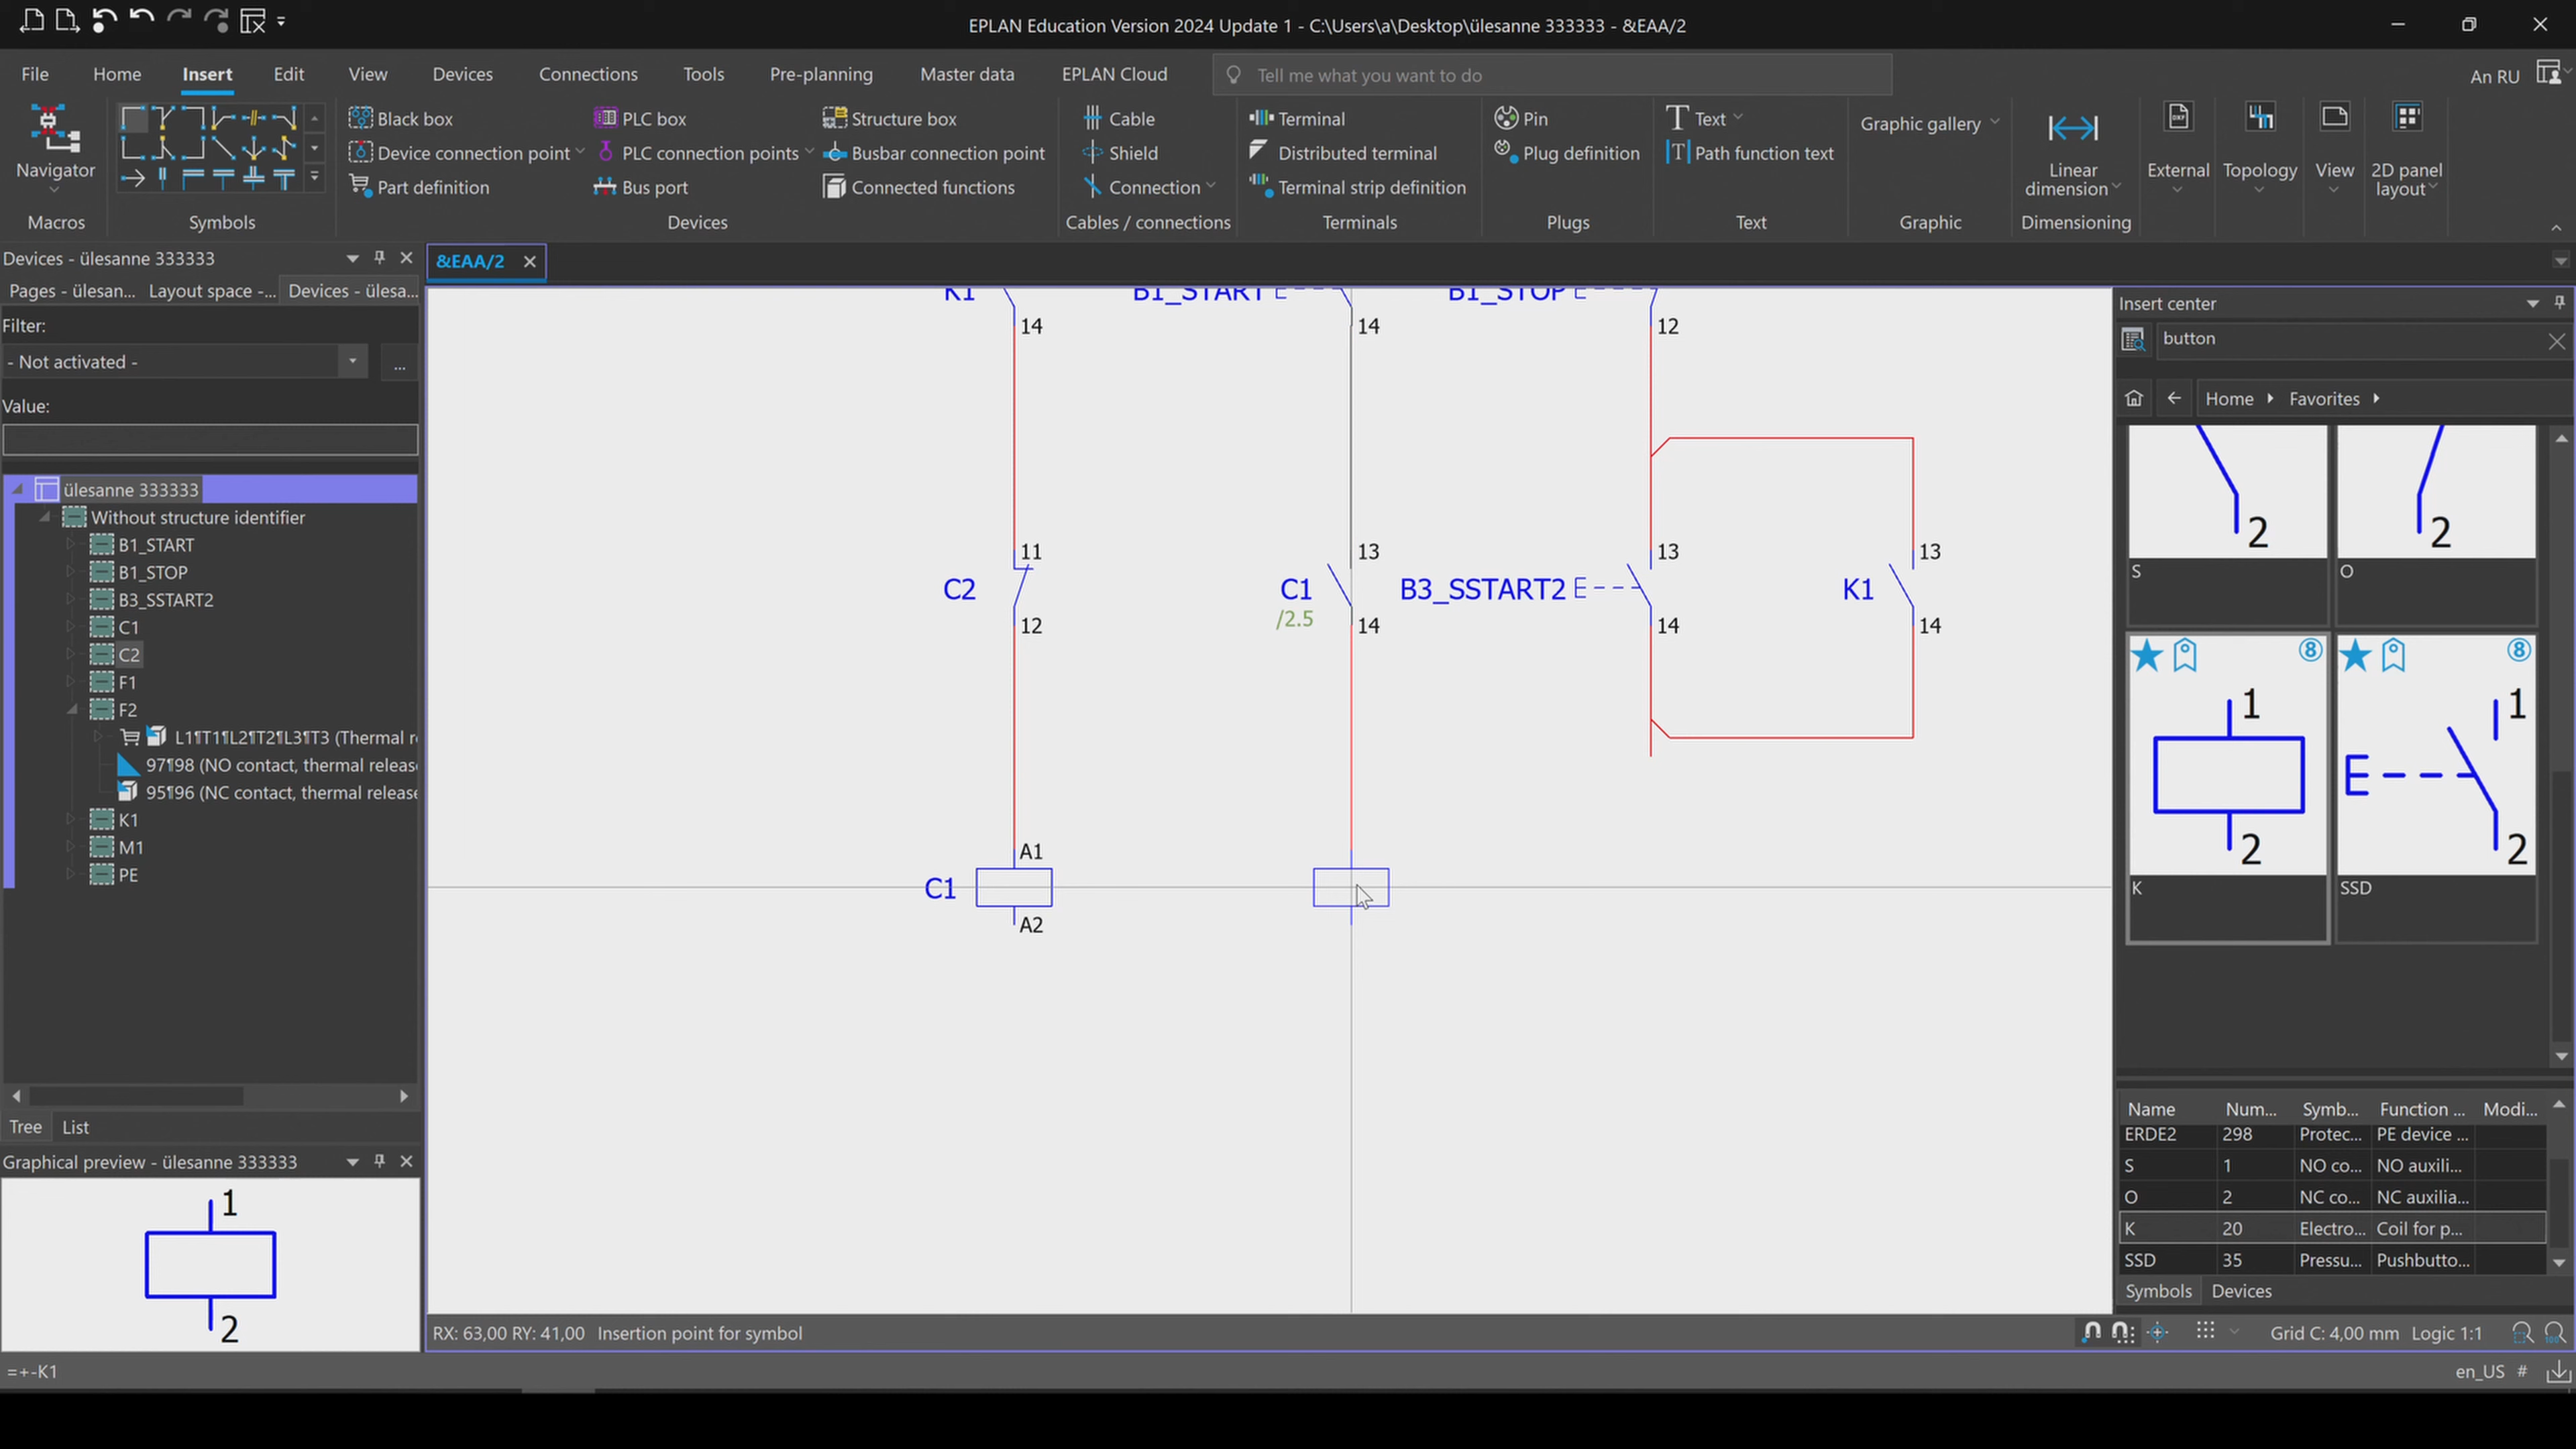 EPLAN Education Version 2024 Update 1 - C:\Users\a\Desktop\ülesanne 333333 - &EAA/2
File Home Insert Edit View Devices Connections Tools Pre-planning Master data EPLAN Cloud Tell me what you want to do An RU
Navigator
Macros
Symbols
Black box PLC box Structure box
Device connection point PLC connection points Busbar connection point
Part definition Bus port Connected functions
Devices
Cable
Shield
Connection
Cables / connections
Terminal
Distributed terminal
Terminal strip definition
Terminals
Pin
Plug definition
Plugs
Text
Path function text
Text
Graphic gallery
Graphic
Linear
dimension
Dimensioning
External
Topology
View
2D panel
layout
Devices - ülesanne 333333
Pages - ülesan... Layout space -... Devices - ülesa...
Filter:
- Not activated -
...
Value:
ülesanne 333333
Without structure identifier
B1_START
B1_STOP
B3_SSTART2
C1
C2
F1
F2
L1¶T1¶L2¶T2¶L3¶T3 (Thermal r
97¶98 (NO contact, thermal release
95¶96 (NC contact, thermal release
K1
M1
PE
Tree List
Graphical preview - ülesanne 333333
1
2
&EAA/2
K1 B1_START E B1_STOP E
14 14 12
11 13 13 13
C2 C1 B3_SSTART2 E K1
/2.5
12 14 14 14
A1
C1
A2
RX: 63,00 RY: 41,00 Insertion point for symbol
Grid C: 4,00 mm Logic 1:1
Insert center
button
Home Favorites
2 2
S O
8 8
1 1
E
2 2
K SSD
Name Num... Symb... Function ... Modi...
ERDE2 298 Protec... PE device ...
S 1 NO co... NO auxili...
O 2 NC co... NC auxilia...
K 20 Electro... Coil for p...
SSD 35 Pressu... Pushbutto...
Symbols Devices
=+-K1
en_US #